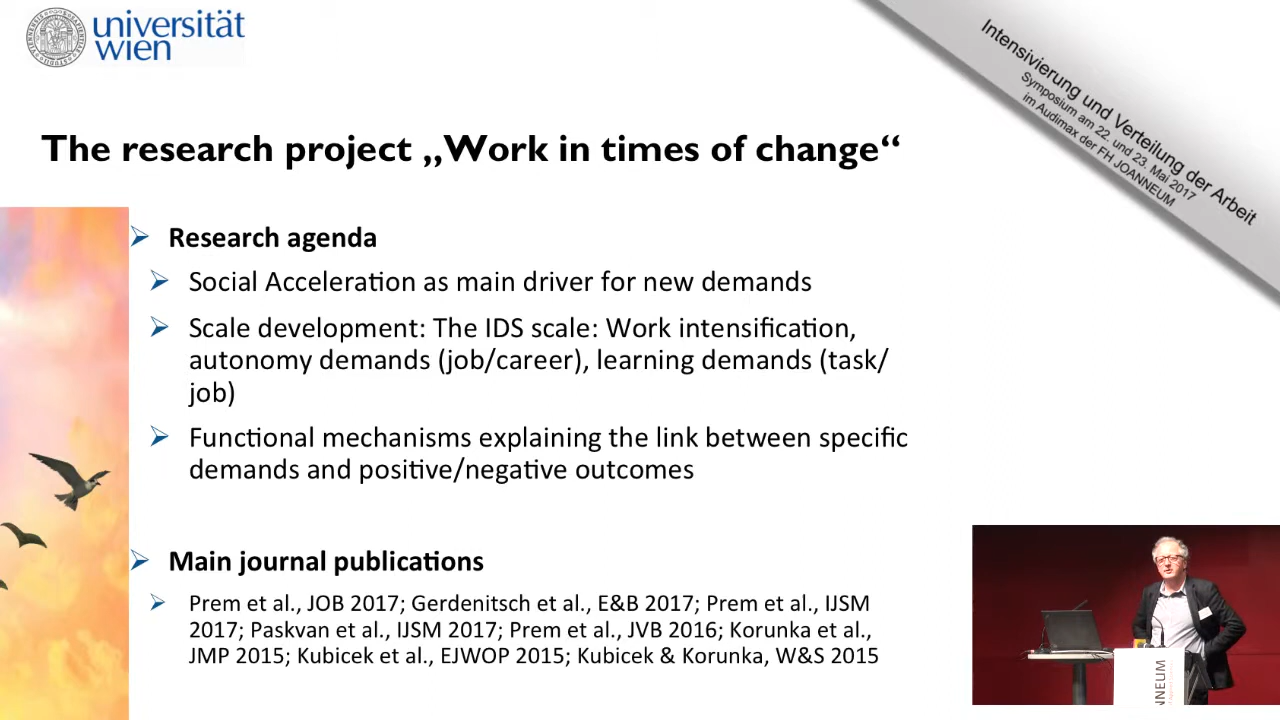 universität
wien
Intensivierung und Verteilung der Arbeit
Symposium am 22. und 23. Mai 2017
im Audimax der FH JOANNEUM
The research project „Work in times of change“
Research agenda
Social Acceleration as main driver for new demands
Scale development: The IDS scale: Work intensification,
autonomy demands (job/career), learning demands (task/
job)
Functional mechanisms explaining the link between specific
demands and positive/negative outcomes
Main journal publications
Prem et al., JOB 2017; Gerdenitsch et al., E&B 2017; Prem et al., IJSM
2017; Paskvan et al., IJSM 2017; Prem et al., JVB 2016; Korunka et al.,
JMP 2015; Kubicek et al., EJWOP 2015; Kubicek & Korunka, W&S 2015
ANNEUM